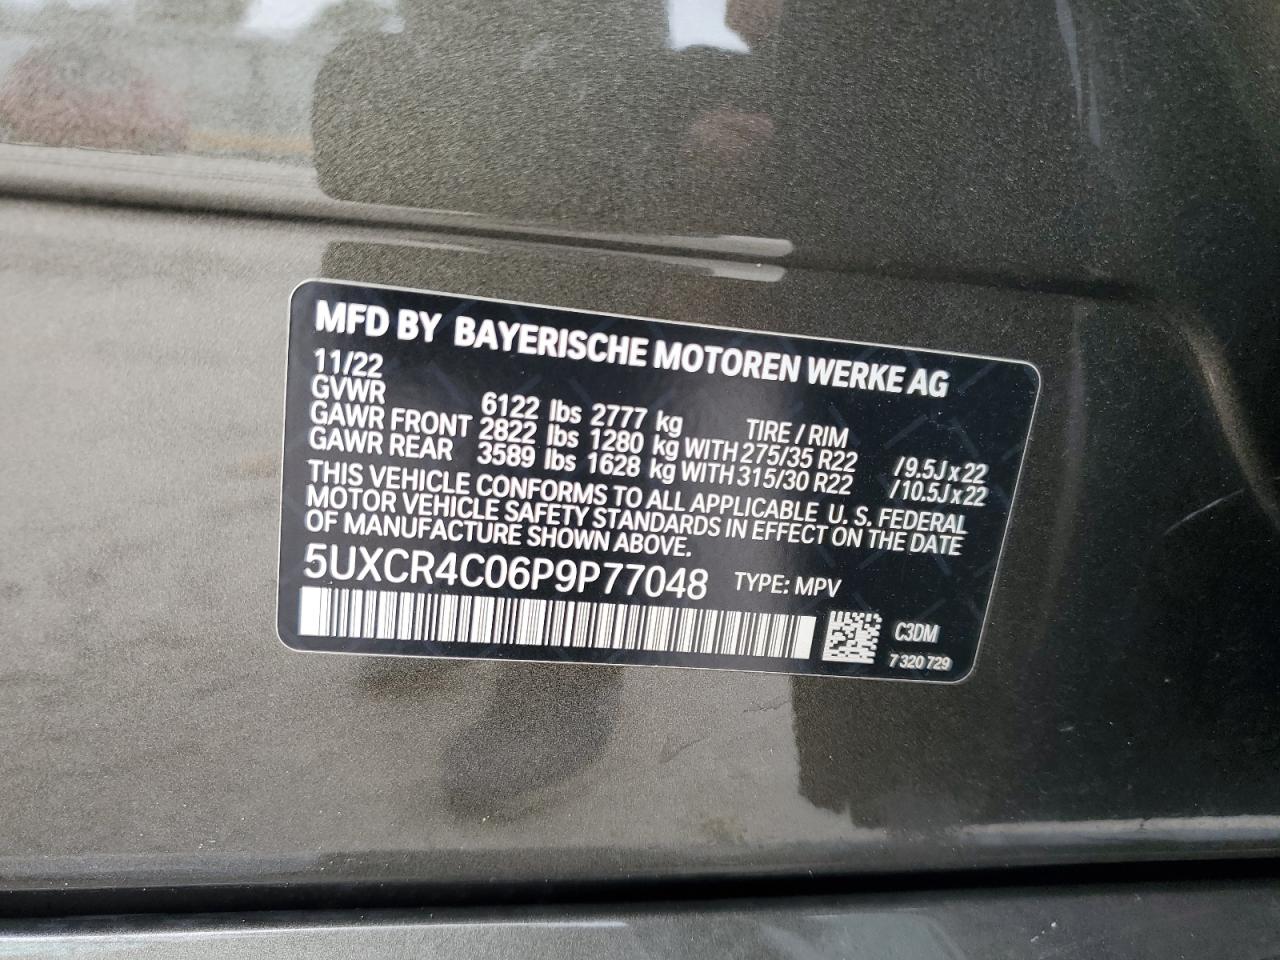 MFD BY BAYERISCHE MOTOREN WERKE AG
11/22
GVWR 6122 lbs 2777 kg TIRE / RIM
GAWR FRONT 2822 lbs 1280 kg WITH 275/35 R22 /9.5J x 22
GAWR REAR 3589 lbs 1628 kg WITH 315/30 R22 /10.5J x 22
THIS VEHICLE CONFORMS TO ALL APPLICABLE U. S. FEDERAL
MOTOR VEHICLE SAFETY STANDARDS IN EFFECT ON THE DATE
OF MANUFACTURE SHOWN ABOVE.
5UXCR4C06P9P77048 TYPE: MPV
C3DM
7 320 729